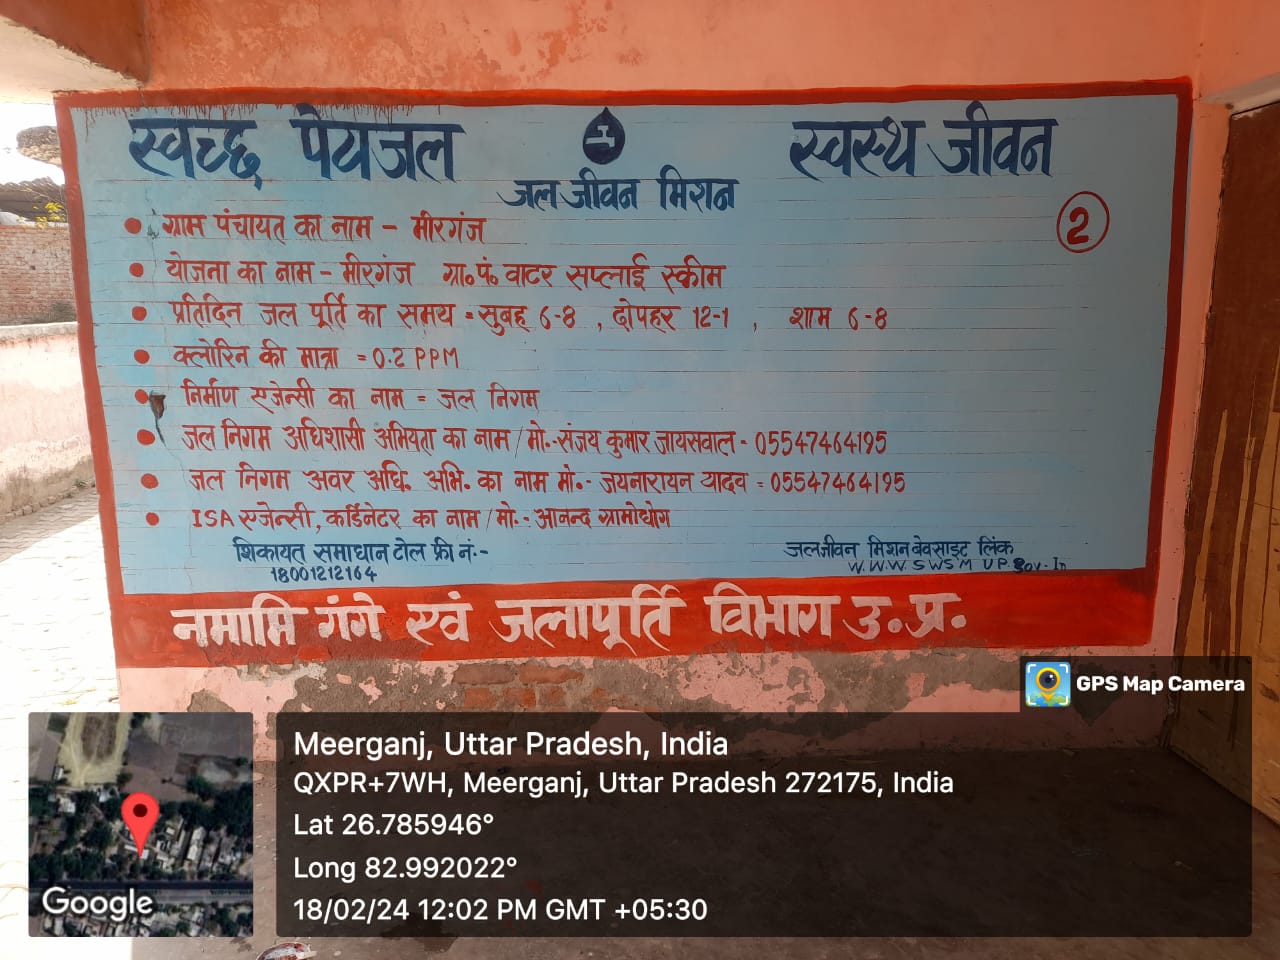 स्वच्छ पेयजल
स्वस्थ जीवन
जल जीवन मिशन
2
• ग्राम पंचायत का नाम - मीरगंज
• योजना का नाम - मीरगंज ग्रा॰पं॰ वाटर सप्लाई स्कीम
• प्रतिदिन जल पूर्ति का समय = सुबह 6-8 , दोपहर 12-1 , शाम 6-8
• क्लोरिन की मात्रा = 0.2 PPM
• निर्माण एजेन्सी का नाम = जल निगम
• जल निगम अधिशासी अभियता का नाम / मो.- संजय कुमार जायसवाल - 05547464195
• जल निगम अवर अधि. अभि. का नाम मो.- जयनारायन यादव = 05547464195
• ISA एजेन्सी, कर्डिनेटर का नाम / मो.- आनन्द ग्रामोद्योग
शिकायत समाधान टोल फ्री नं:-
18001212164
जलजीवन मिशन बेवसाइट लिंक
W.W.W. SWSM UP. Gov. In
नमामि गंगे एवं जलापूर्ति विभाग उ.प्र.
GPS Map Camera
Meerganj, Uttar Pradesh, India
QXPR+7WH, Meerganj, Uttar Pradesh 272175, India
Lat 26.785946°
Long 82.992022°
18/02/24 12:02 PM GMT +05:30
Google